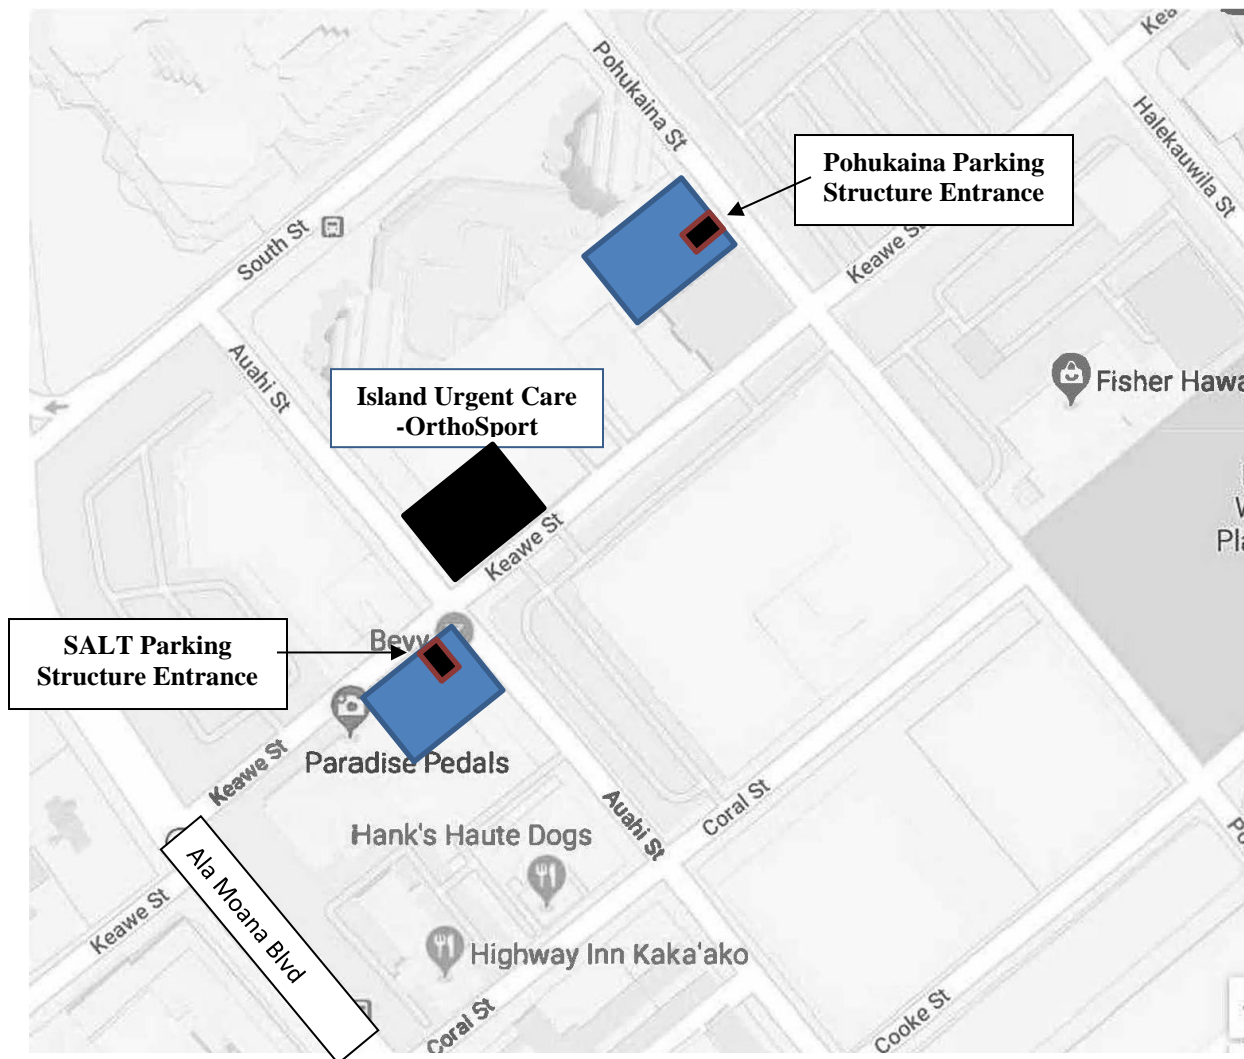 Kea
Pohukaina St
Halekauwila St
Pohukaina Parking
Structure Entrance
Keawe St
South St
Auahi St
Fisher Hawa
Island Urgent Care
-OrthoSport
W
Pla
Keawe St
Bevy
SALT Parking
Structure Entrance
Paradise Pedals
Keawe St
Auahi St
Coral St
Hank's Haute Dogs
Po
Ala Moana Blvd
Keawe St
Highway Inn Kaka'ako
Coral St
Cooke St